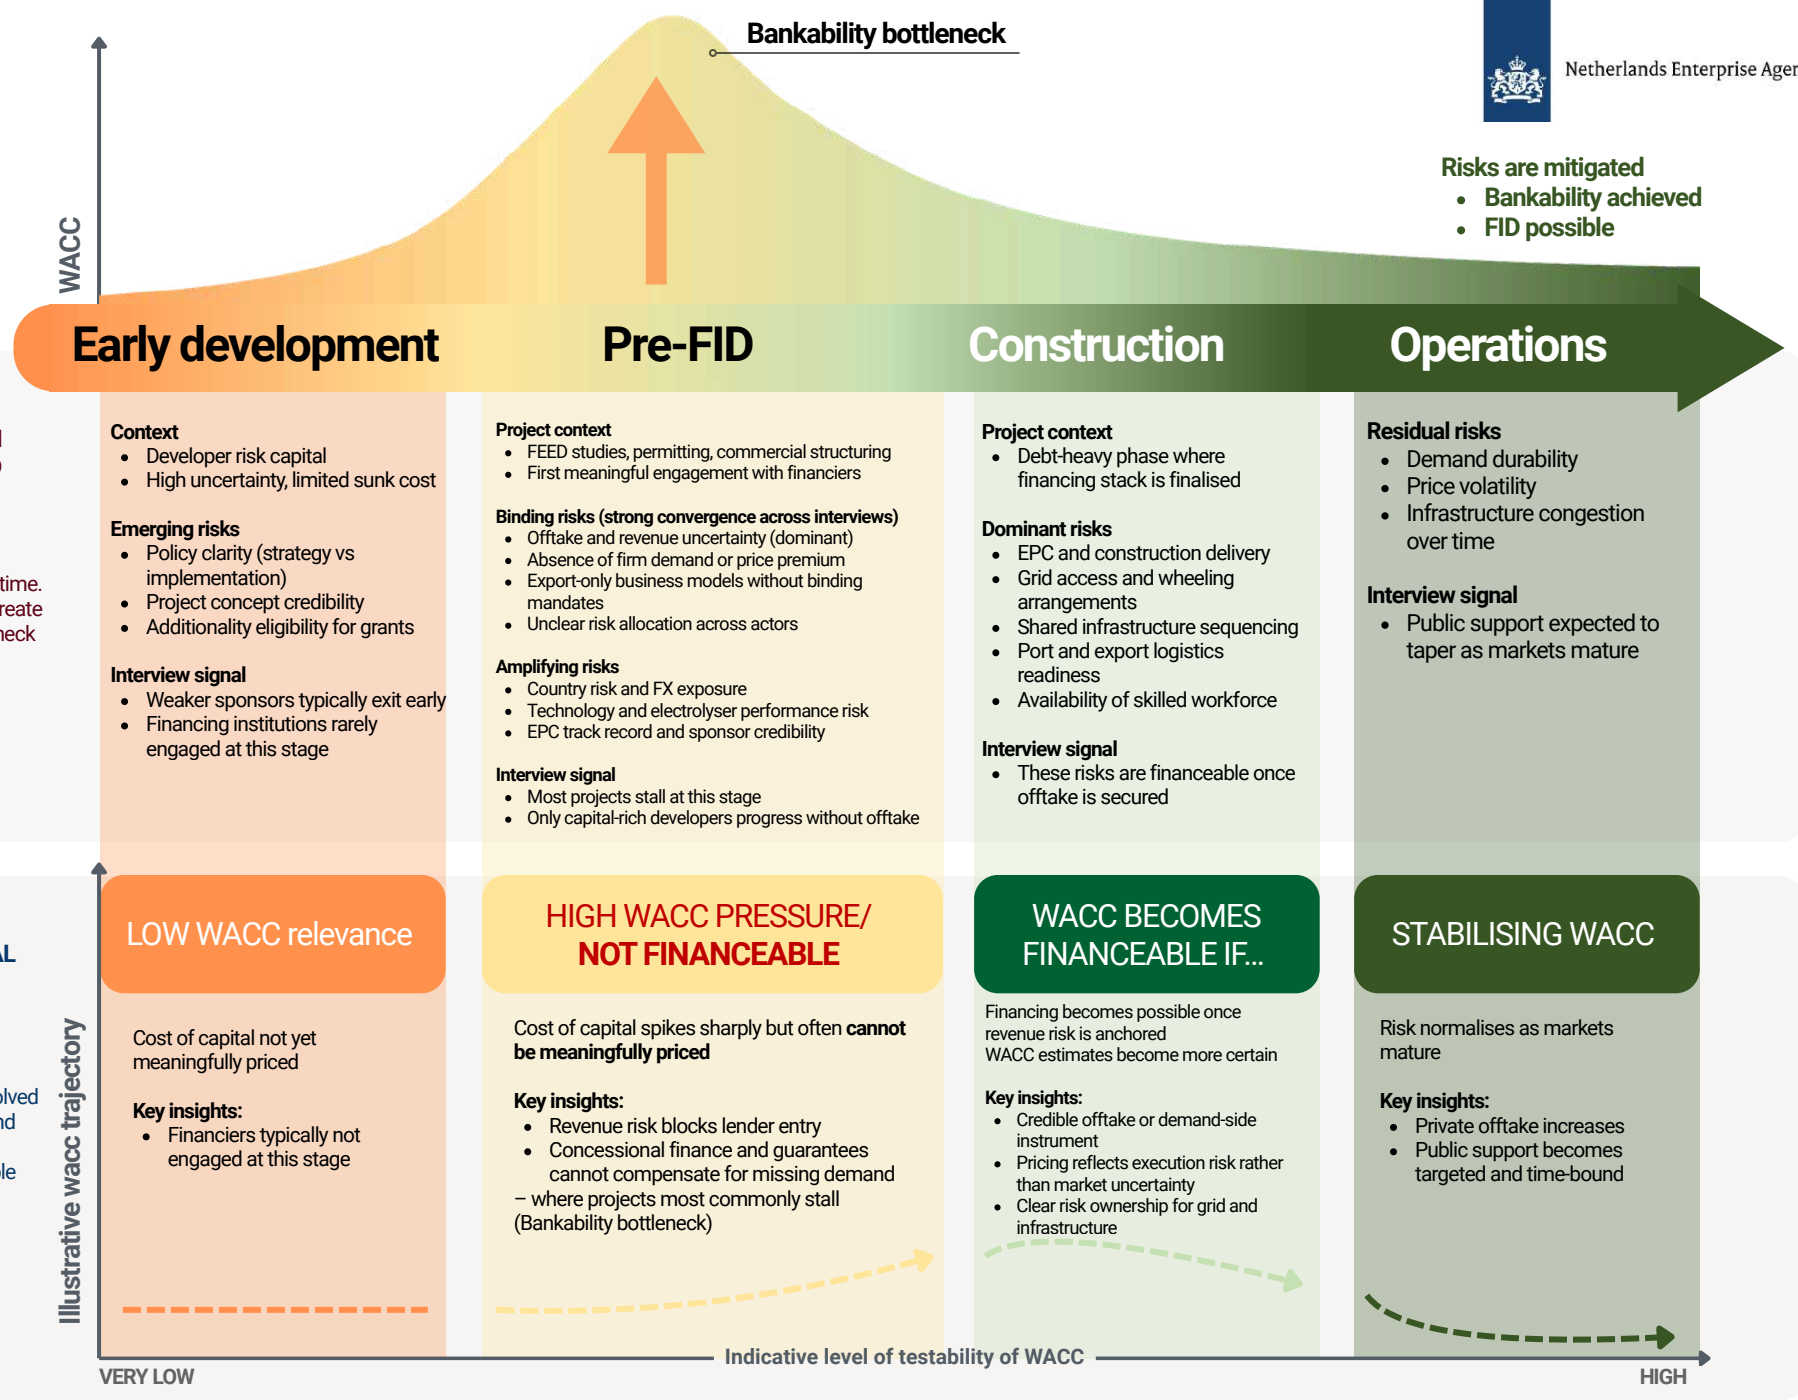 Bankability bottleneck
Netherlands Enterprise Agen
Risks are mitigated
• Bankability achieved
• FID possible
WACC
Early development
Pre-FID
Construction
Operations
time.
reate
neck
Context
• Developer risk capital
• High uncertainty, limited sunk cost
Emerging risks
• Policy clarity (strategy vs
implementation)
• Project concept credibility
• Additionality eligibility for grants
Interview signal
• Weaker sponsors typically exit early
• Financing institutions rarely
engaged at this stage
Project context
• FEED studies, permitting, commercial structuring
• First meaningful engagement with financiers
Binding risks (strong convergence across interviews)
• Offtake and revenue uncertainty (dominant)
• Absence of firm demand or price premium
• Export-only business models without binding
mandates
• Unclear risk allocation across actors
Amplifying risks
• Country risk and FX exposure
• Technology and electrolyser performance risk
• EPC track record and sponsor credibility
Interview signal
• Most projects stall at this stage
• Only capital-rich developers progress without offtake
Project context
• Debt-heavy phase where
financing stack is finalised
Dominant risks
• EPC and construction delivery
• Grid access and wheeling
arrangements
• Shared infrastructure sequencing
• Port and export logistics
readiness
• Availability of skilled workforce
Interview signal
• These risks are financeable once
offtake is secured
Residual risks
• Demand durability
• Price volatility
• Infrastructure congestion
over time
Interview signal
• Public support expected to
taper as markets mature
AL
olved
nd
ole
Illustrative wacc trajectory
LOW WACC relevance
Cost of capital not yet
meaningfully priced
Key insights:
• Financiers typically not
engaged at this stage
HIGH WACC PRESSURE/
NOT FINANCEABLE
Cost of capital spikes sharply but often cannot
be meaningfully priced
Key insights:
• Revenue risk blocks lender entry
• Concessional finance and guarantees
cannot compensate for missing demand
– where projects most commonly stall
(Bankability bottleneck)
WACC BECOMES
FINANCEABLE IF...
Financing becomes possible once
revenue risk is anchored
WACC estimates become more certain
Key insights:
• Credible offtake or demand-side
instrument
• Pricing reflects execution risk rather
than market uncertainty
• Clear risk ownership for grid and
infrastructure
STABILISING WACC
Risk normalises as markets
mature
Key insights:
• Private offtake increases
• Public support becomes
targeted and time-bound
Indicative level of testability of WACC
VERY LOW
HIGH